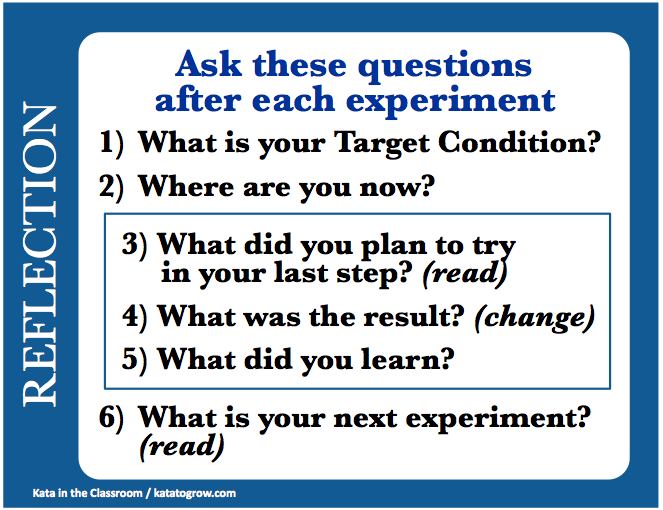 REFLECTION
Ask these questions
after each experiment
1) What is your Target Condition?
2) Where are you now?
3) What did you plan to try
in your last step? (read)
4) What was the result? (change)
5) What did you learn?
6) What is your next experiment?
(read)
Kata in the Classroom / katatogrow.com